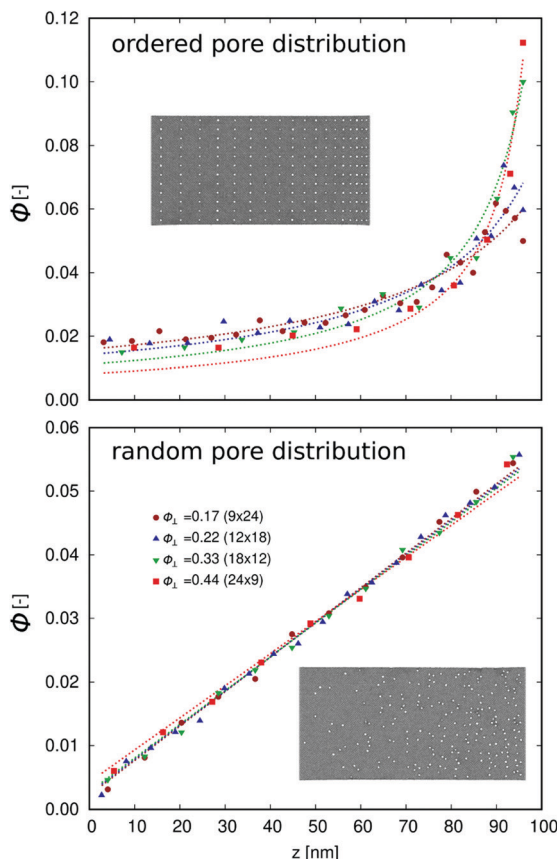 0.12
ordered pore distribution
0.10
0.08
Φ [-]
0.06
0.04
0.02
0.00
0.06
random pore distribution
0.05
Φ⊥ =0.17 (9x24)
Φ⊥ =0.22 (12x18)
0.04
Φ⊥ =0.33 (18x12)
Φ⊥ =0.44 (24x9)
Φ [-]
0.03
0.02
0.01
0.00
0 10 20 30 40 50 60 70 80 90 100
z [nm]